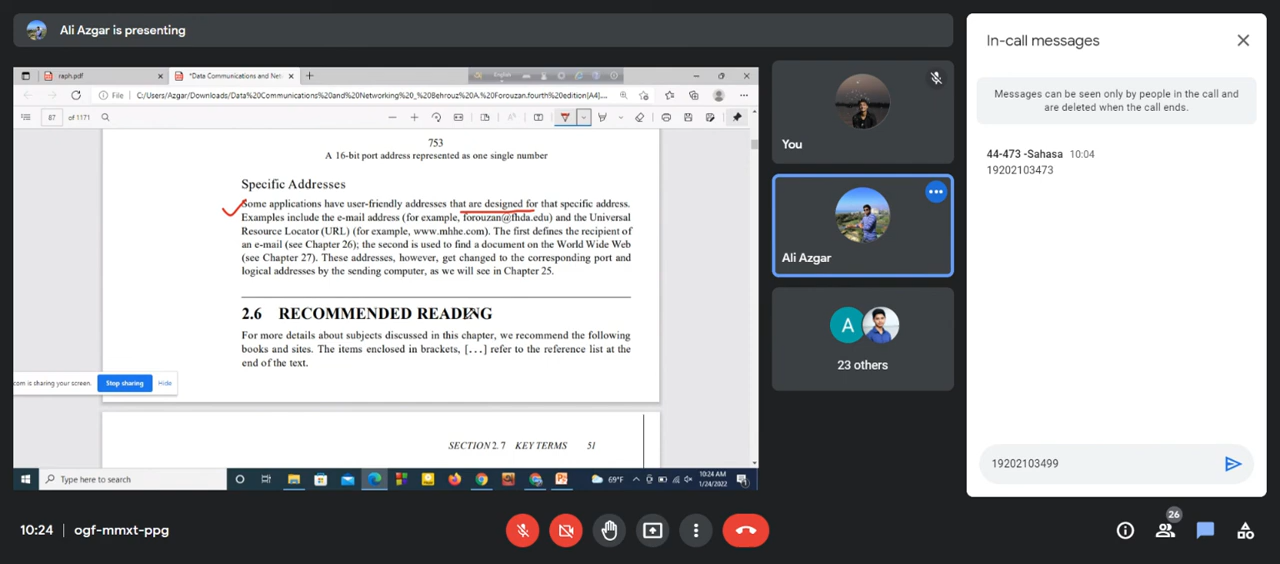 Ali Azgar is presenting
raph.pdf
*Data Communications and Net
English
File
C:/Users/Azgar/Downloads/Data%20Communications%20and%20Networking%20_%20Behrouz%20A.%20Forouzan.fourth%20edition[A4]....
87 of 1171
753
A 16-bit port address represented as one single number
Specific Addresses
Some applications have user-friendly addresses that are designed for that specific address.
Examples include the e-mail address (for example, forouzan@fhda.edu) and the Universal
Resource Locator (URL) (for example, www.mhhe.com). The first defines the recipient of
an e-mail (see Chapter 26); the second is used to find a document on the World Wide Web
(see Chapter 27). These addresses, however, get changed to the corresponding port and
logical addresses by the sending computer, as we will see in Chapter 25.
2.6 RECOMMENDED READING
For more details about subjects discussed in this chapter, we recommend the following
books and sites. The items enclosed in brackets, [...] refer to the reference list at the
end of the text.
com is sharing your screen.
Stop sharing
Hide
SECTION 2.7 KEY TERMS 51
Type here to search
69°F
10:24 AM
1/24/2022
You
Ali Azgar
A
23 others
In-call messages
Messages can be seen only by people in the call and
are deleted when the call ends.
44-473 -Sahasa 10:04
19202103473
19202103499
10:24 | ogf-mmxt-ppg
26